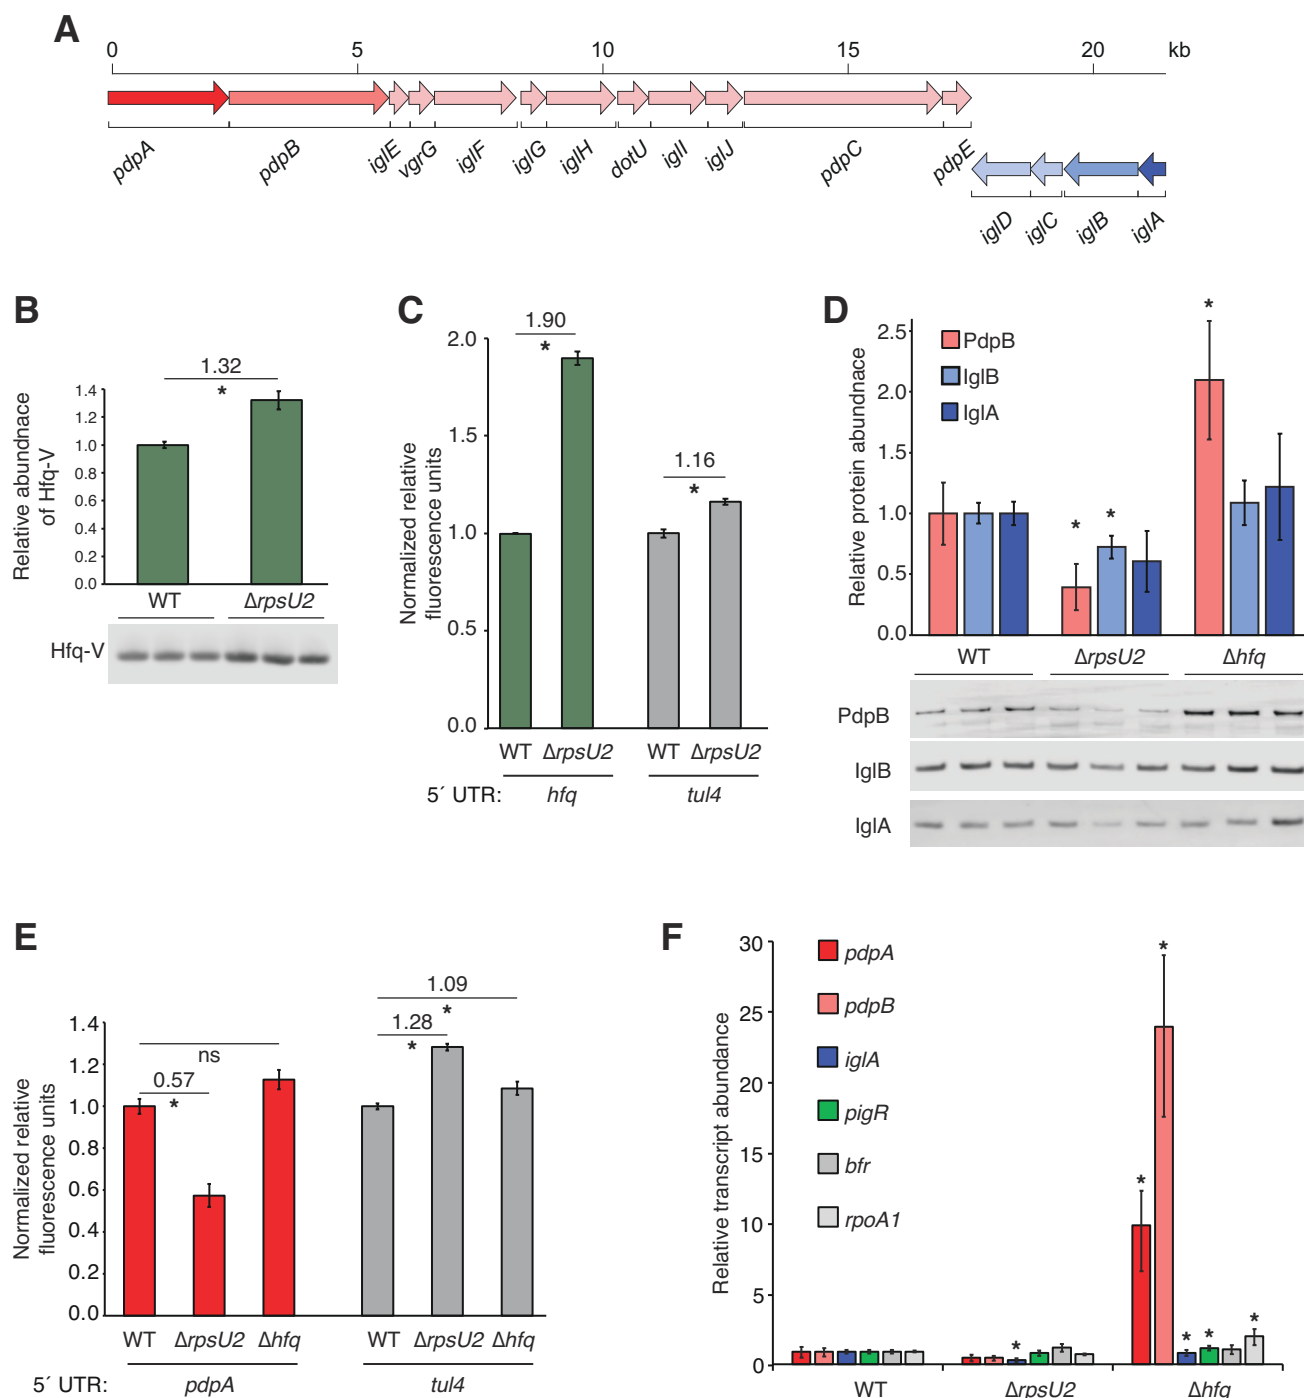 A
0 5 10 15 20 kb
pdpA pdpB iglE vgrG iglF iglG iglH dotU iglI iglJ pdpC pdpE
iglD iglC iglB iglA
B
Relative abundnace
of Hfq-V
1.4
1.2
1.0
0.8
0.6
0.4
0.2
0.0
1.32
*
WT ΔrpsU2
Hfq-V
C
Normalized relative
fluorescence units
2.0
1.5
1.0
0.5
0.0
1.90
*
1.16
*
WT ΔrpsU2 WT ΔrpsU2
5´ UTR: hfq tul4
D
Relative protein abundnace
2.5
2.0
1.5
1.0
0.5
0.0
PdpB
IglB
IglA
* * *
WT ΔrpsU2 Δhfq
PdpB
IglB
IglA
E
Normalized relative
fluorescence units
1.4
1.2
1.0
0.8
0.6
0.4
0.2
0.0
ns
0.57
*
1.09
*
1.28
*
WT ΔrpsU2 Δhfq WT ΔrpsU2 Δhfq
5´ UTR: pdpA tul4
F
Relative transcript abundance
30
25
20
15
10
5
0
pdpA
pdpB
iglA
pigR
bfr
rpoA1
* * * * * *
WT ΔrpsU2 Δhfq